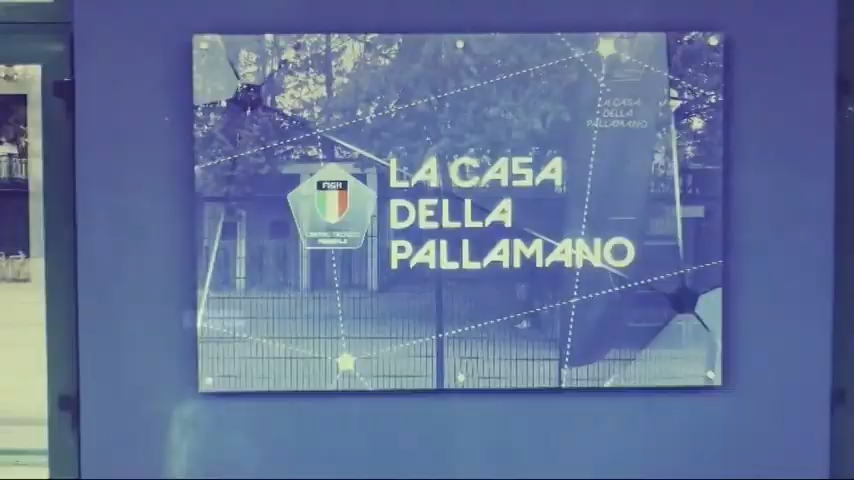 LA CASA
DELLA
PALLAMANO
FIGH
LA CASA
DELLA
PALLAMANO